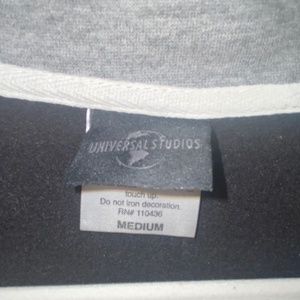 UNIVERSAL STUDIOS
touch up.
Do not iron decoration.
RN# 110436
MEDIUM